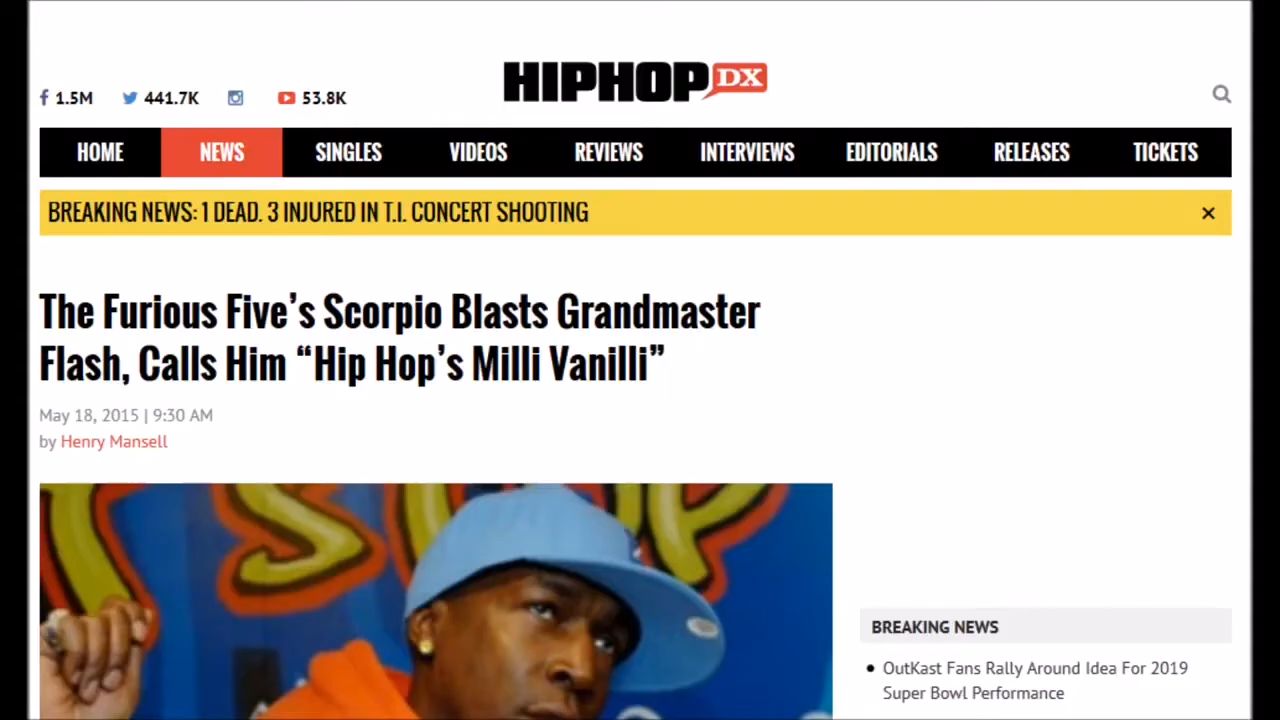 HIPHOPDX
1.5M 441.7K 53.8K
HOME NEWS SINGLES VIDEOS REVIEWS INTERVIEWS EDITORIALS RELEASES TICKETS
BREAKING NEWS: 1 DEAD. 3 INJURED IN T.I. CONCERT SHOOTING ×
The Furious Five’s Scorpio Blasts Grandmaster
Flash, Calls Him “Hip Hop’s Milli Vanilli”
May 18, 2015 | 9:30 AM
by Henry Mansell
BREAKING NEWS
• OutKast Fans Rally Around Idea For 2019
Super Bowl Performance